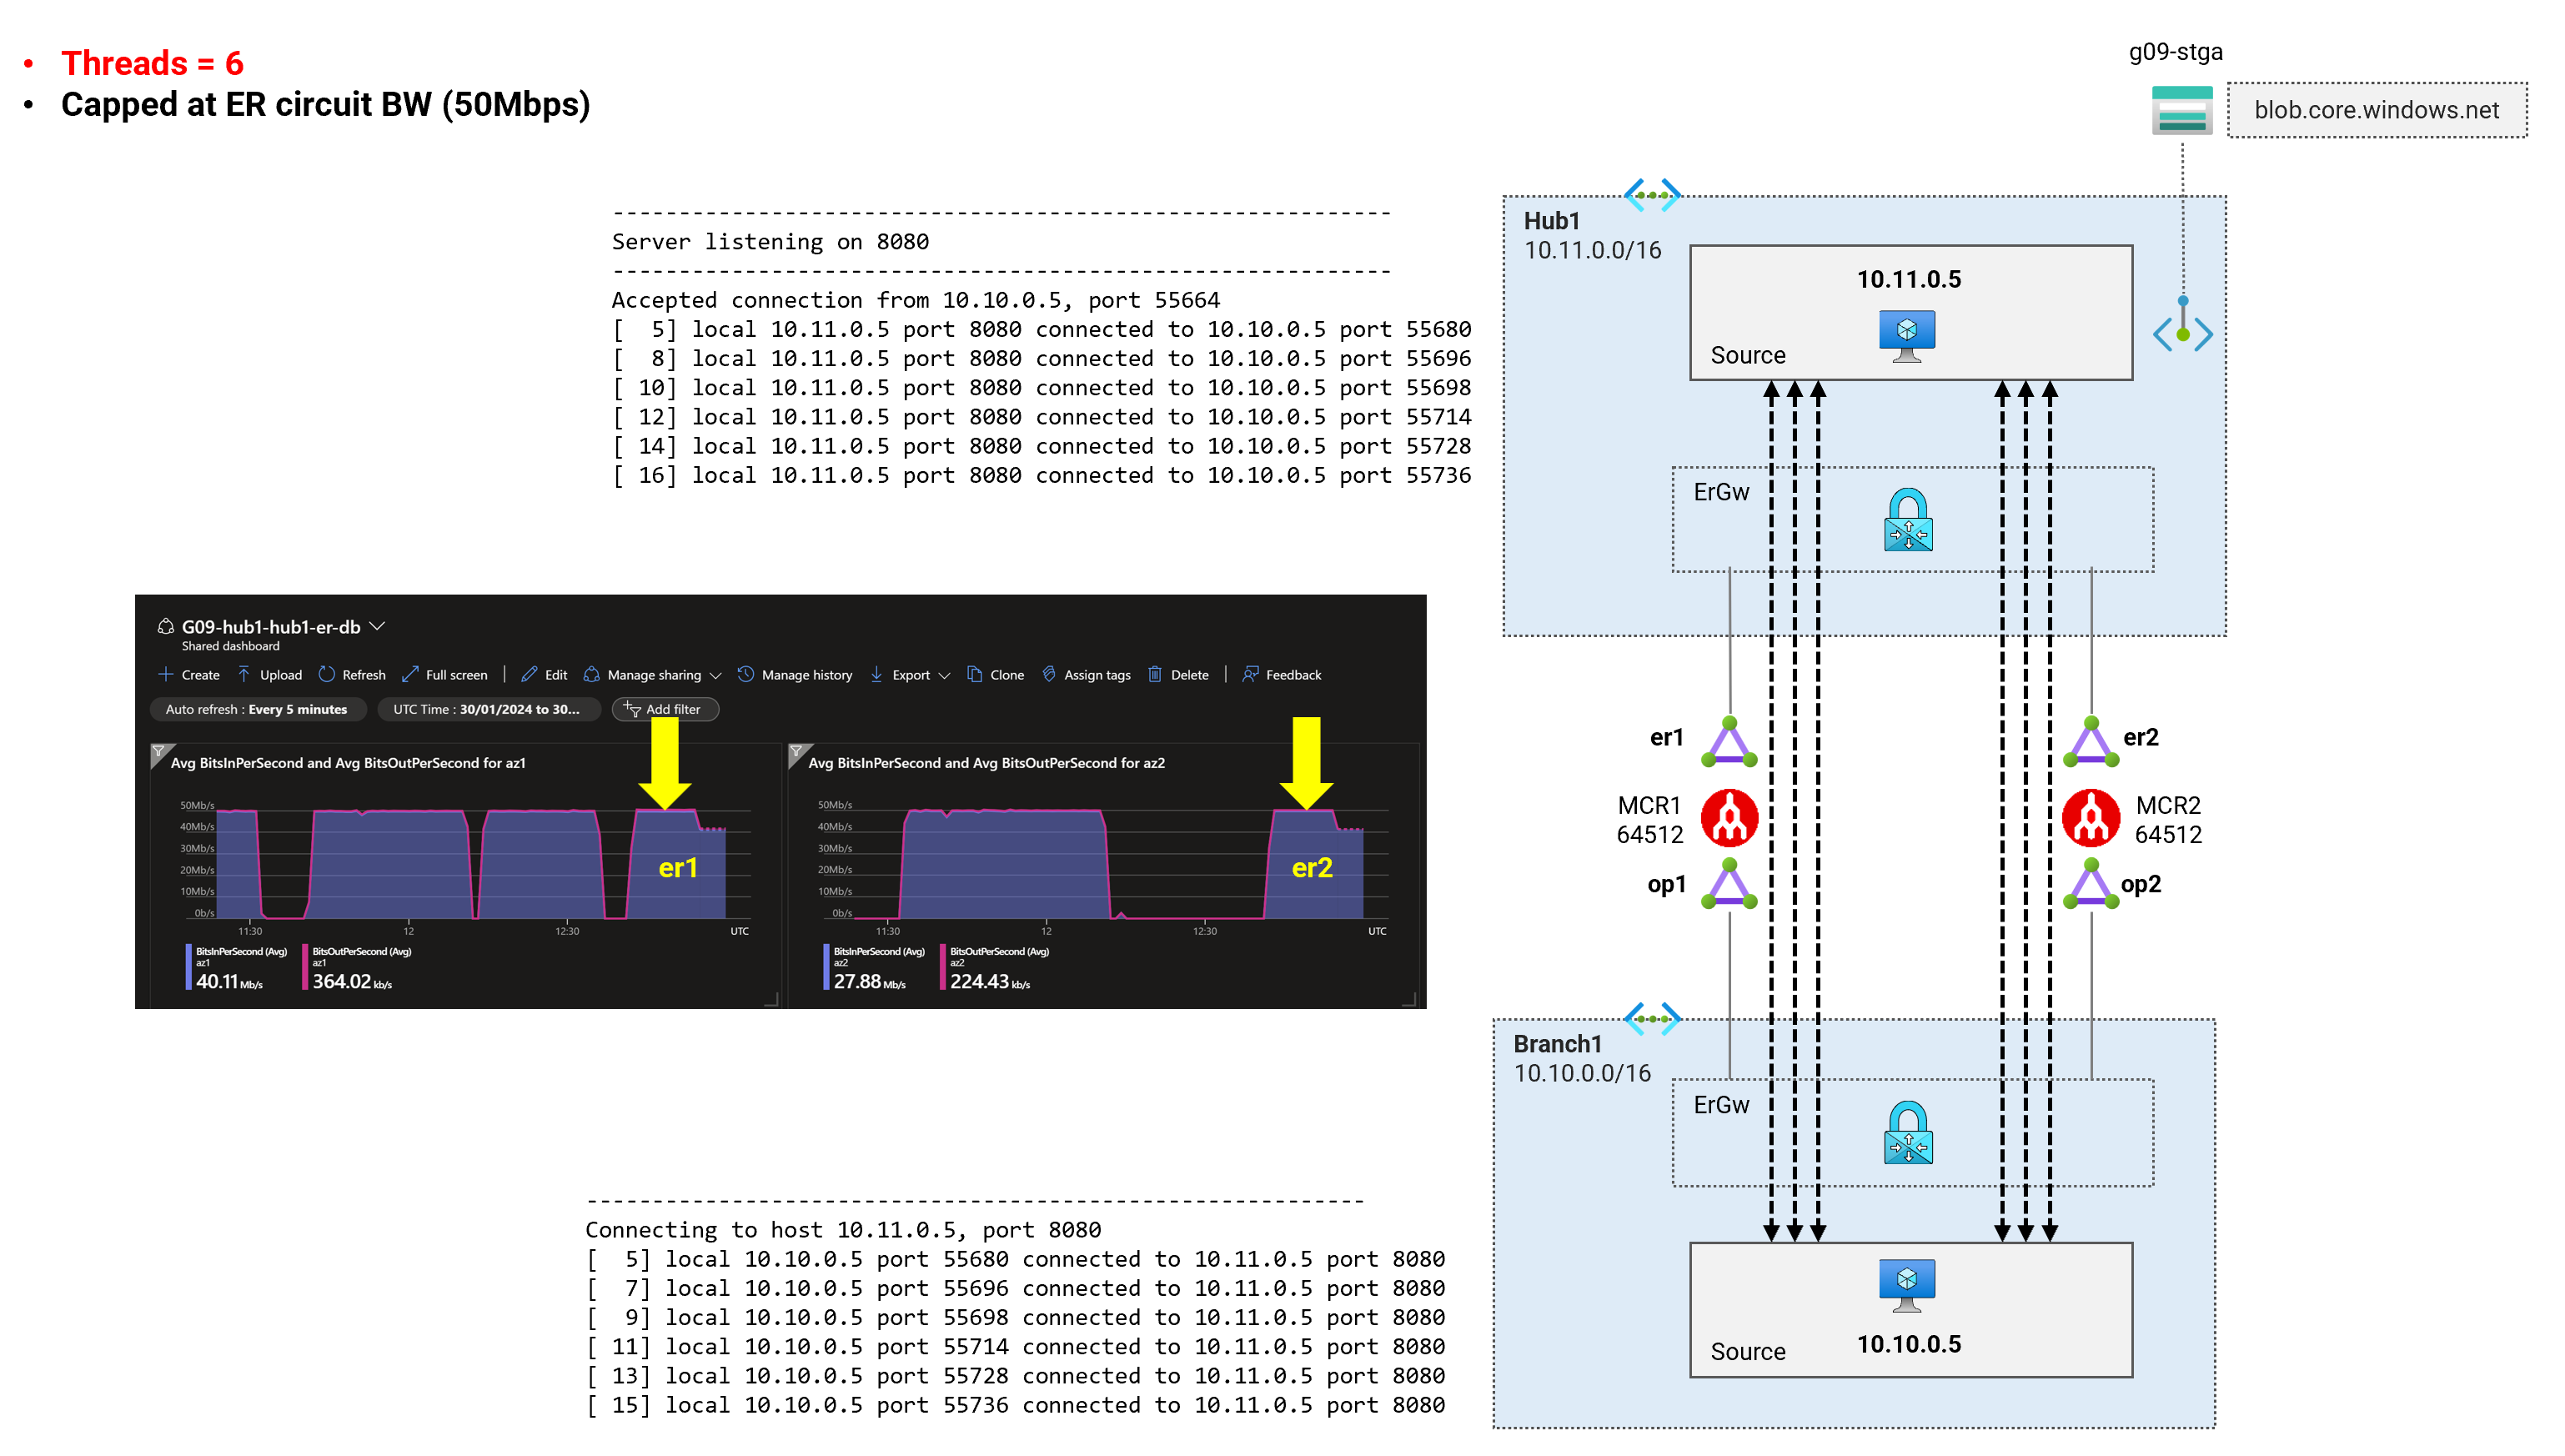 • Threads = 6
• Capped at ER circuit BW (50Mbps)
g09-stga
blob.core.windows.net
-----------------------------------------------------------
Server listening on 8080
-----------------------------------------------------------
Accepted connection from 10.10.0.5, port 55664
[  5] local 10.11.0.5 port 8080 connected to 10.10.0.5 port 55680
[  8] local 10.11.0.5 port 8080 connected to 10.10.0.5 port 55696
[ 10] local 10.11.0.5 port 8080 connected to 10.10.0.5 port 55698
[ 12] local 10.11.0.5 port 8080 connected to 10.10.0.5 port 55714
[ 14] local 10.11.0.5 port 8080 connected to 10.10.0.5 port 55728
[ 16] local 10.11.0.5 port 8080 connected to 10.10.0.5 port 55736
Hub1
10.11.0.0/16
10.11.0.5
Source
ErGw
G09-hub1-hub1-er-db
Shared dashboard
Create Upload Refresh Full screen Edit Manage sharing Manage history Export Clone Assign tags Delete Feedback
Auto refresh : Every 5 minutes
UTC Time : 30/01/2024 to 30...
Add filter
Avg BitsInPerSecond and Avg BitsOutPerSecond for az1
50Mb/s
40Mb/s
30Mb/s
20Mb/s
10Mb/s
0b/s
er1
11:30 12 12:30 UTC
BitsInPerSecond (Avg)
az1
40.11 Mb/s
BitsOutPerSecond (Avg)
az1
364.02 kb/s
Avg BitsInPerSecond and Avg BitsOutPerSecond for az2
50Mb/s
40Mb/s
30Mb/s
20Mb/s
10Mb/s
0b/s
er2
11:30 12 12:30 UTC
BitsInPerSecond (Avg)
az2
27.88 Mb/s
BitsOutPerSecond (Avg)
az2
224.43 kb/s
er1
er2
MCR1
64512
MCR2
64512
op1
op2
Branch1
10.10.0.0/16
ErGw
10.10.0.5
Source
-----------------------------------------------------------
Connecting to host 10.11.0.5, port 8080
[  5] local 10.10.0.5 port 55680 connected to 10.11.0.5 port 8080
[  7] local 10.10.0.5 port 55696 connected to 10.11.0.5 port 8080
[  9] local 10.10.0.5 port 55698 connected to 10.11.0.5 port 8080
[ 11] local 10.10.0.5 port 55714 connected to 10.11.0.5 port 8080
[ 13] local 10.10.0.5 port 55728 connected to 10.11.0.5 port 8080
[ 15] local 10.10.0.5 port 55736 connected to 10.11.0.5 port 8080